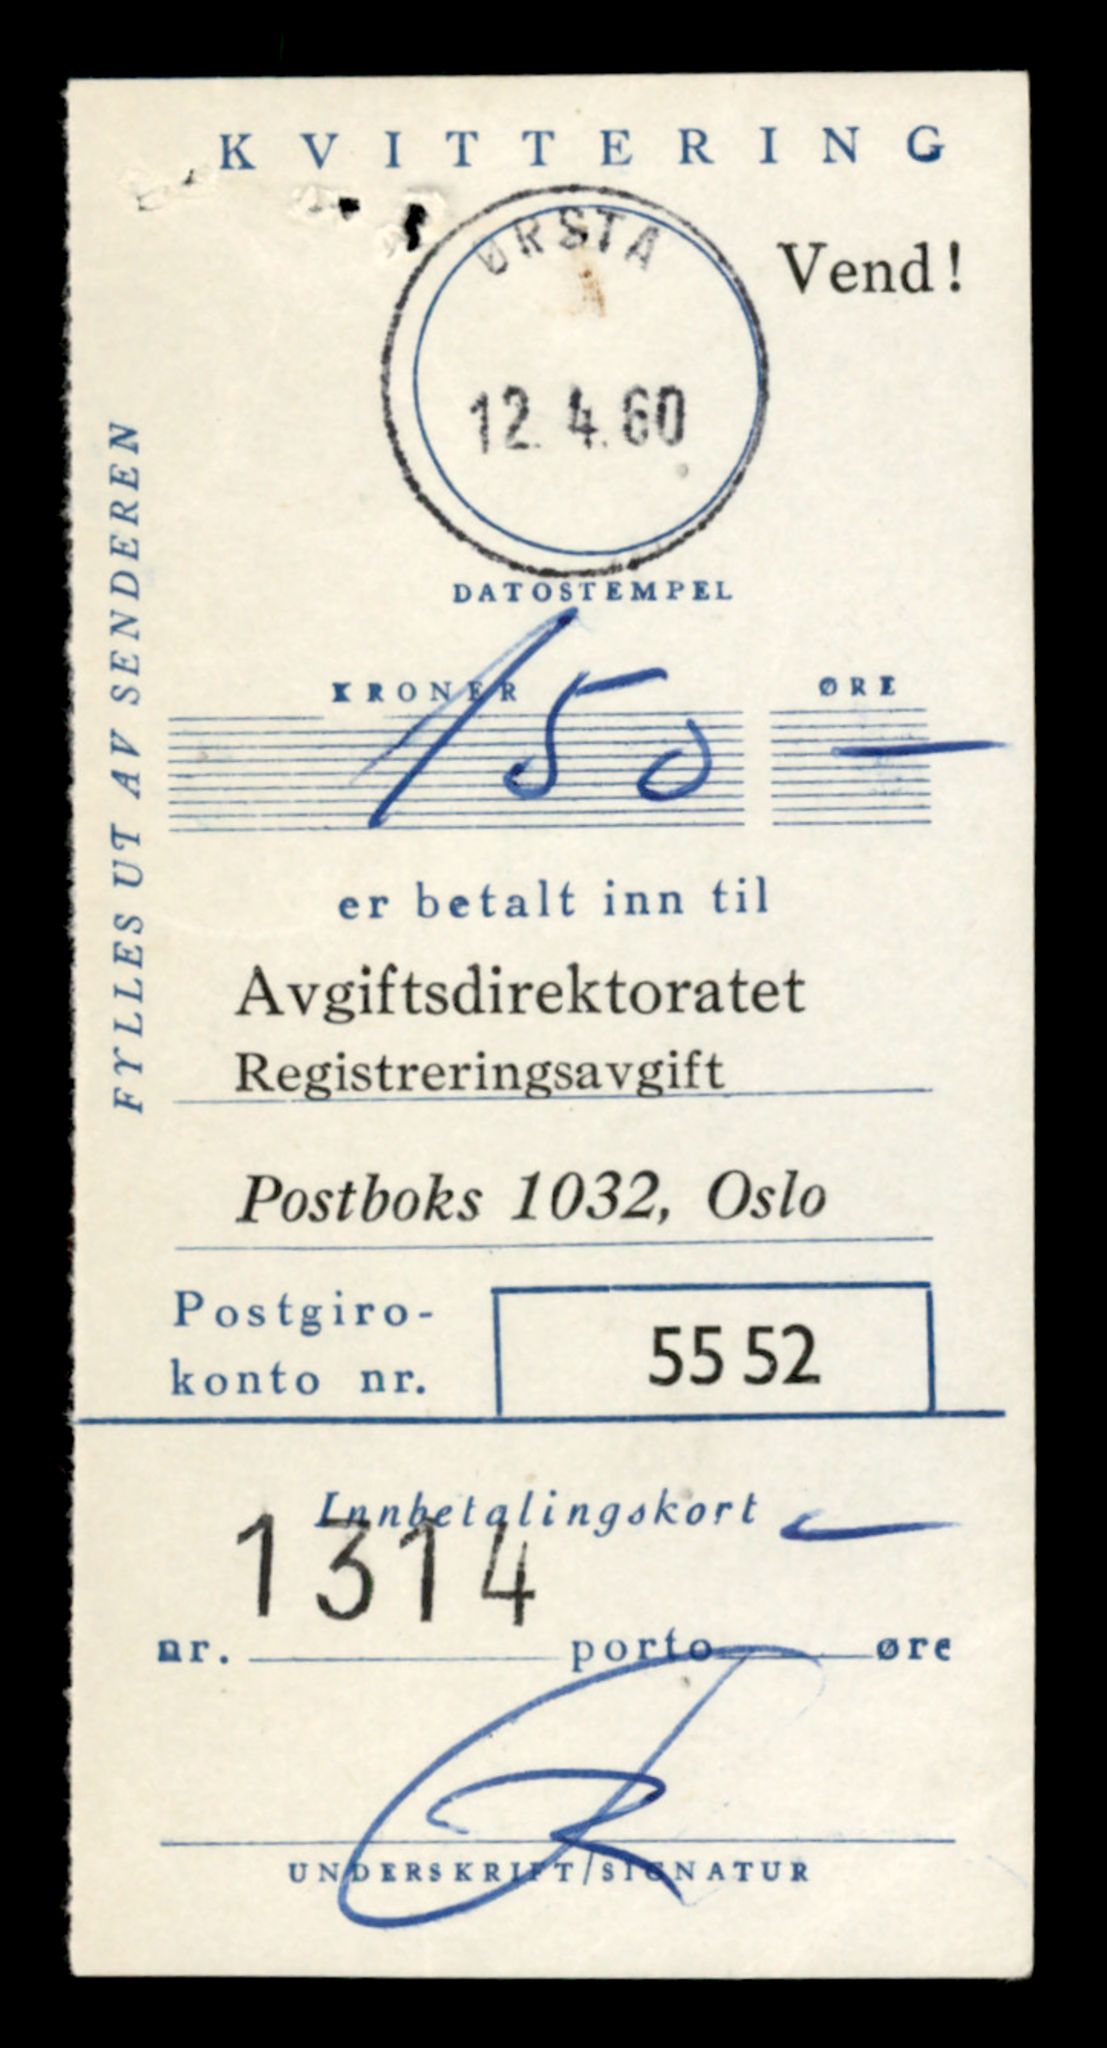 KVITTERING
ØRSTA
Vend!
12. 4. 60
DATOSTEMPEL
FYLLES UT AV SENDEREN
KRONER ØRE
150 —
er betalt inn til
Avgiftsdirektoratet
Registreringsavgift
Postboks 1032, Oslo
Postgiro-
konto nr.
55 52
Innbetalingskort
1314
nr. porto øre
UNDERSKRIFT/SIGNATUR